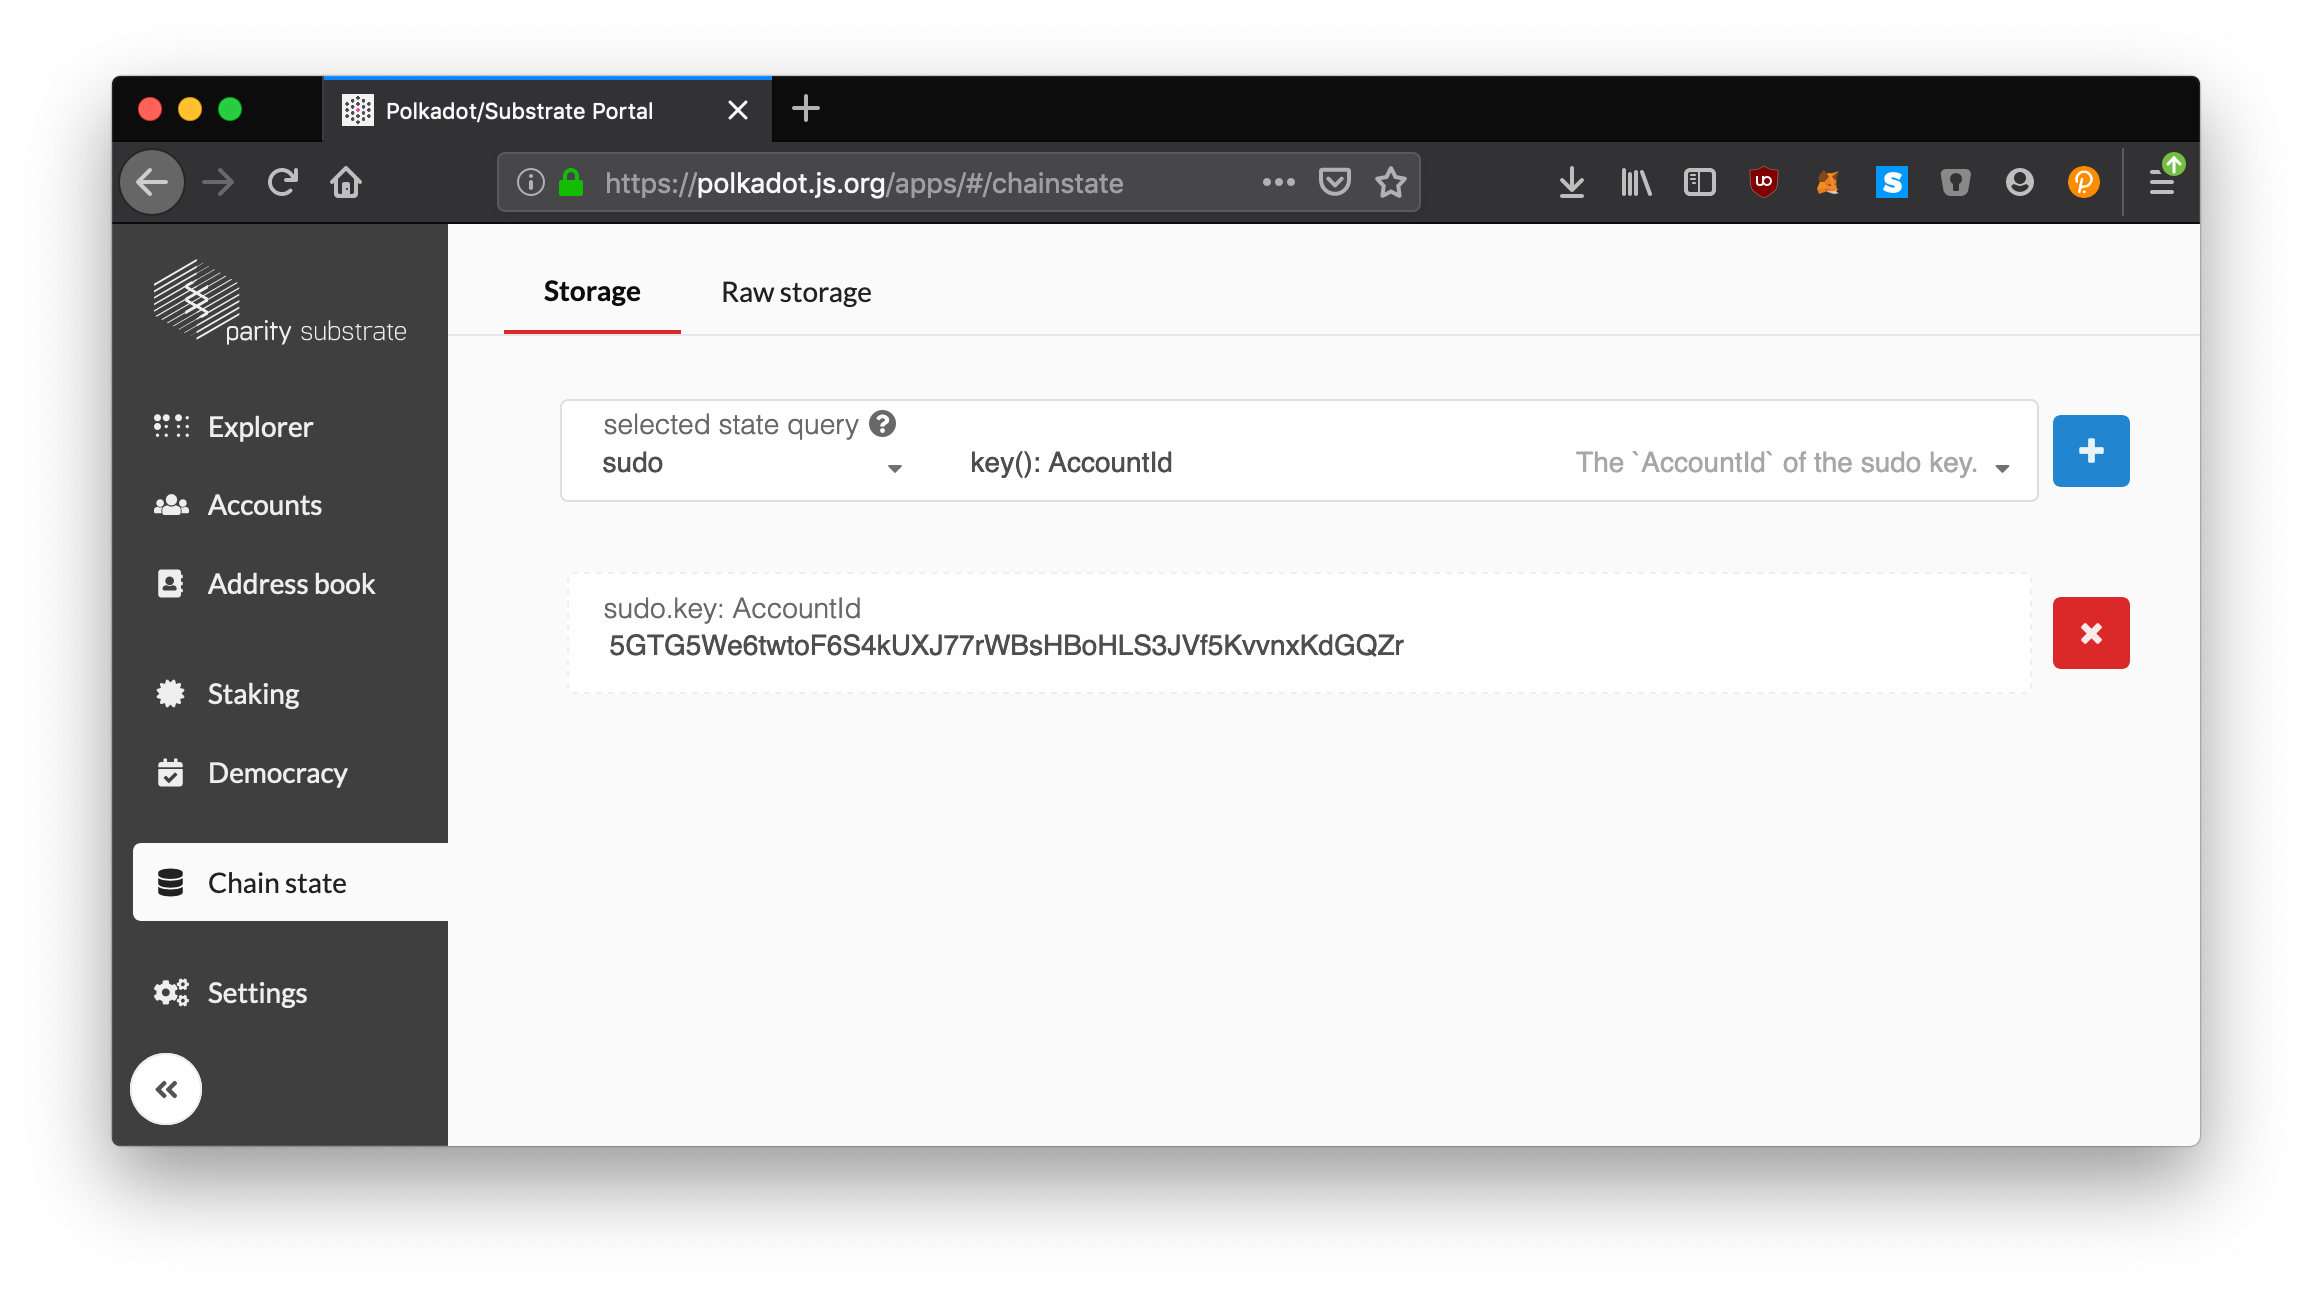 Polkadot/Substrate Portal
https://polkadot.js.org/apps/#/chainstate
parity substrate
Explorer
Accounts
Address book
Staking
Democracy
Chain state
Settings
Storage
Raw storage
selected state query
sudo
key(): AccountId
The `AccountId` of the sudo key.
sudo.key: AccountId
5GTG5We6twtoF6S4kUXJ77rWBsHBoHLS3JVf5KvvnxKdGQZr